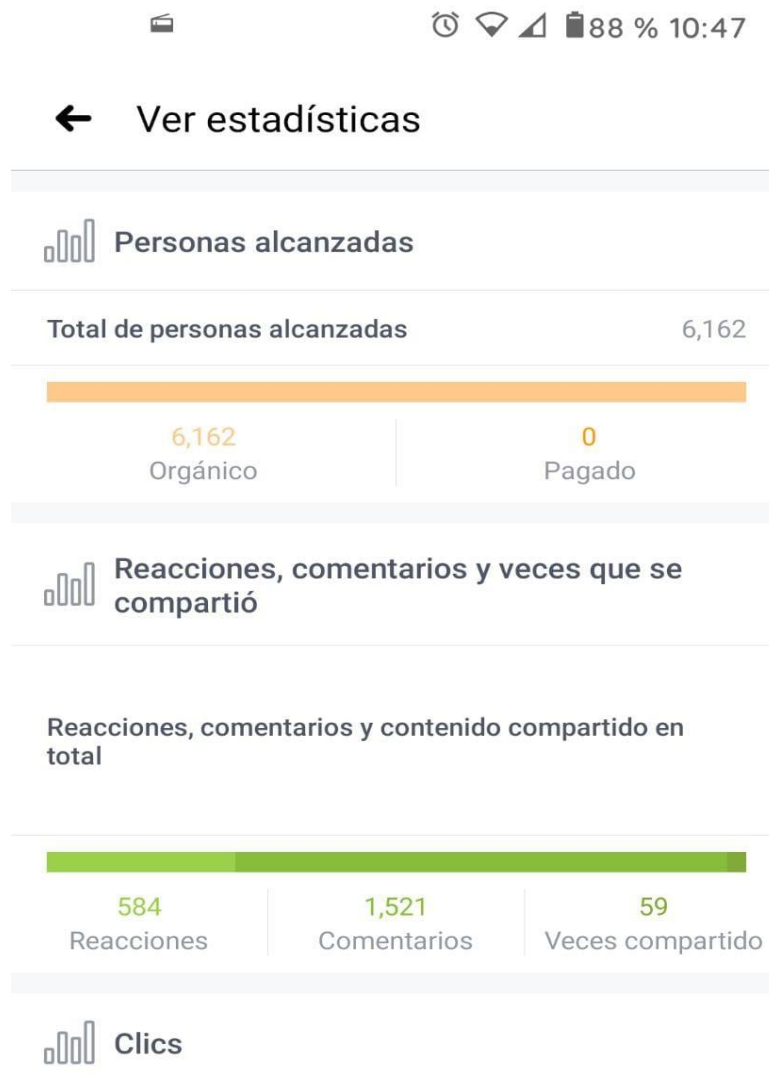 88 % 10:47
Ver estadísticas
Personas alcanzadas
Total de personas alcanzadas 6,162
6,162 0
Orgánico Pagado
Reacciones, comentarios y veces que se
compartió
Reacciones, comentarios y contenido compartido en
total
584 1,521 59
Reacciones Comentarios Veces compartido
Clics